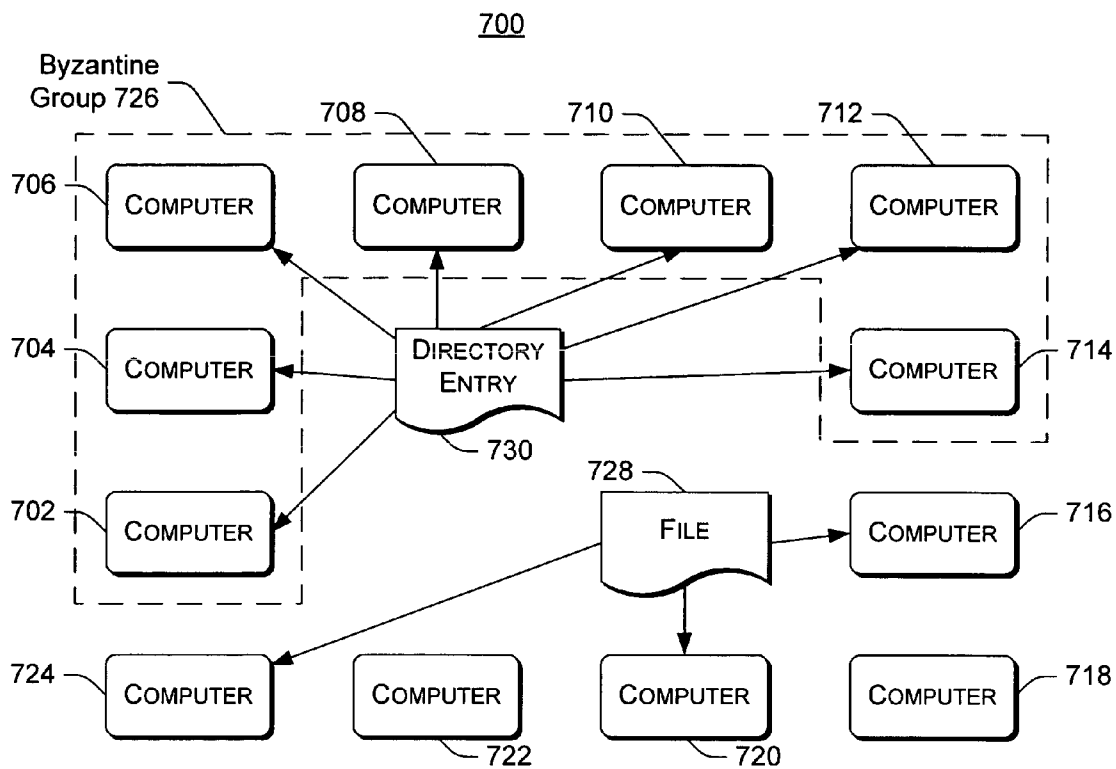 700
Byzantine
Group 726
708
710
712
706
COMPUTER
COMPUTER
COMPUTER
COMPUTER
704
COMPUTER
DIRECTORY
ENTRY
730
COMPUTER
714
702
COMPUTER
728
FILE
COMPUTER
716
724
COMPUTER
COMPUTER
722
COMPUTER
720
COMPUTER
718